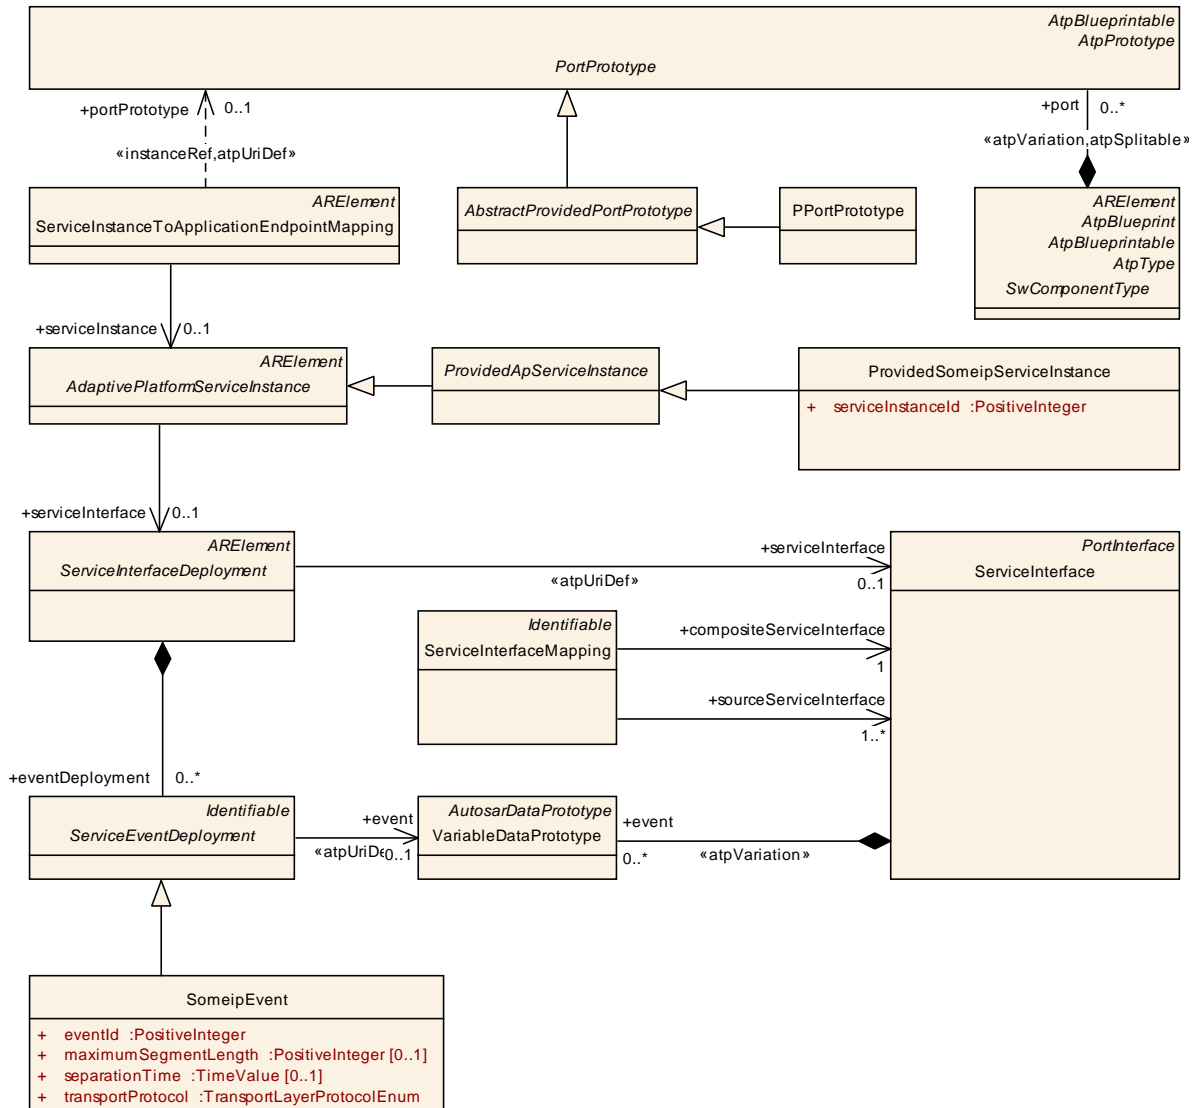 AtpBlueprintable
AtpPrototype
PortPrototype
+portPrototype
0..1
+port
0..*
«instanceRef,atpUriDef»
«atpVariation,atpSplitable»
ARElement
ServiceInstanceToApplicationEndpointMapping
AbstractProvidedPortPrototype
PPortPrototype
ARElement
AtpBlueprint
AtpBlueprintable
AtpType
SwComponentType
+serviceInstance
0..1
ARElement
AdaptivePlatformServiceInstance
ProvidedApServiceInstance
ProvidedSomeipServiceInstance
+ serviceInstanceId :PositiveInteger
+serviceInterface
0..1
ARElement
ServiceInterfaceDeployment
+serviceInterface
«atpUriDef»
0..1
PortInterface
ServiceInterface
Identifiable
ServiceInterfaceMapping
+compositeServiceInterface
1
+sourceServiceInterface
1..*
+eventDeployment
0..*
Identifiable
ServiceEventDeployment
+event
«atpUriDe
0..1
AutosarDataPrototype
VariableDataPrototype
+event
0..*
«atpVariation»
SomeipEvent
+ eventId :PositiveInteger
+ maximumSegmentLength :PositiveInteger [0..1]
+ separationTime :TimeValue [0..1]
+ transportProtocol :TransportLayerProtocolEnum